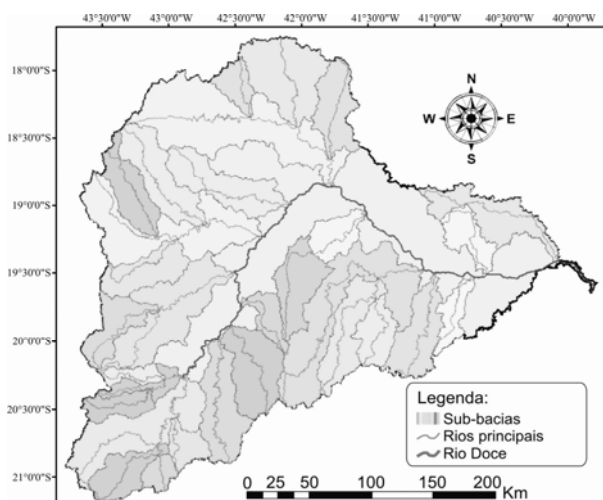 43°30'0"W 43°0'0"W 42°30'0"W 42°0'0"W 41°30'0"W 41°0'0"W 40°30'0"W 40°0'0"W
18°0'0"S
18°30'0"S
19°0'0"S
19°30'0"S
20°0'0"S
20°30'0"S
21°0'0"S
N
W E
S
Legenda:
Sub-bacias
Rios principais
Rio Doce
0 25 50 100 150 200
Km